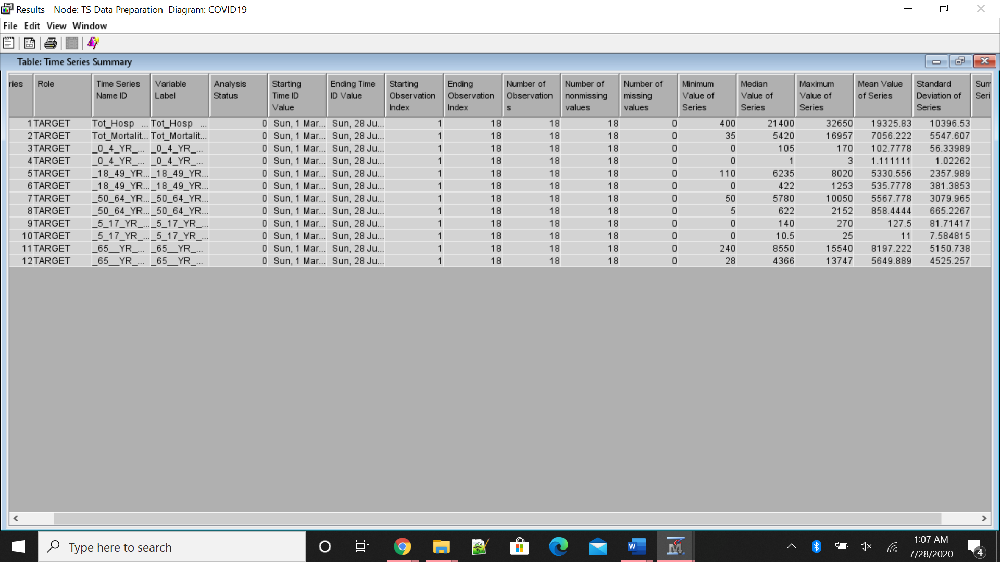 Results - Node: TS Data Preparation Diagram: COVID19
File Edit View Window
Table: Time Series Summary
ries Role Time Series Name ID Variable Label Analysis Status Starting Time ID Value Ending Time ID Value Starting Observation Index Ending Observation Index Number of Observation s Number of nonmissing values Number of missing values Minimum Value of Series Median Value of Series Maximum Value of Series Mean Value of Series Standard Deviation of Series Sum Seri
1 TARGET Tot_Hosp ... Tot_Hosp ... 0 Sun, 1 Mar... Sun, 28 Ju... 1 18 18 18 0 400 21400 32650 19325.83 10396.53
2 TARGET Tot_Mortalit... Tot_Mortalit... 0 Sun, 1 Mar... Sun, 28 Ju... 1 18 18 18 0 35 5420 16957 7056.222 5547.607
3 TARGET _0_4_YR_... _0_4_YR_... 0 Sun, 1 Mar... Sun, 28 Ju... 1 18 18 18 0 0 105 170 102.7778 56.33989
4 TARGET _0_4_YR_... _0_4_YR_... 0 Sun, 1 Mar... Sun, 28 Ju... 1 18 18 18 0 0 1 3 1.111111 1.02262
5 TARGET _18_49_YR... _18_49_YR... 0 Sun, 1 Mar... Sun, 28 Ju... 1 18 18 18 0 110 6235 8020 5330.556 2357.989
6 TARGET _18_49_YR... _18_49_YR... 0 Sun, 1 Mar... Sun, 28 Ju... 1 18 18 18 0 0 422 1253 535.7778 381.3853
7 TARGET _50_64_YR... _50_64_YR... 0 Sun, 1 Mar... Sun, 28 Ju... 1 18 18 18 0 50 5780 10050 5567.778 3079.965
8 TARGET _50_64_YR... _50_64_YR... 0 Sun, 1 Mar... Sun, 28 Ju... 1 18 18 18 0 5 622 2152 858.4444 665.2267
9 TARGET _5_17_YR_... _5_17_YR_... 0 Sun, 1 Mar... Sun, 28 Ju... 1 18 18 18 0 0 140 270 127.5 81.71417
10 TARGET _5_17_YR_... _5_17_YR_... 0 Sun, 1 Mar... Sun, 28 Ju... 1 18 18 18 0 0 10.5 25 11 7.584815
11 TARGET _65__YR_... _65__YR_... 0 Sun, 1 Mar... Sun, 28 Ju... 1 18 18 18 0 240 8550 15540 8197.222 5150.738
12 TARGET _65__YR_... _65__YR_... 0 Sun, 1 Mar... Sun, 28 Ju... 1 18 18 18 0 28 4366 13747 5649.889 4525.257
Type here to search
1:07 AM
7/28/2020
4